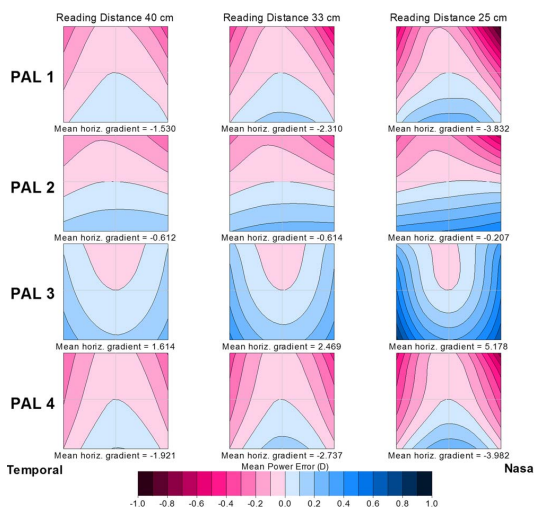 Reading Distance 40 cm Reading Distance 33 cm Reading Distance 25 cm
PAL 1
Mean horiz. gradient = -1.530 Mean horiz. gradient = -2.310 Mean horiz. gradient = -3.832
PAL 2
Mean horiz. gradient = -0.612 Mean horiz. gradient = -0.614 Mean horiz. gradient = -0.207
PAL 3
Mean horiz. gradient = 1.614 Mean horiz. gradient = 2.469 Mean horiz. gradient = 5.178
PAL 4
Mean horiz. gradient = -1.921 Mean horiz. gradient = -2.737 Mean horiz. gradient = -3.982
Temporal Mean Power Error (D) Nasa
-1.0 -0.8 -0.6 -0.4 -0.2 0.0 0.2 0.4 0.6 0.8 1.0